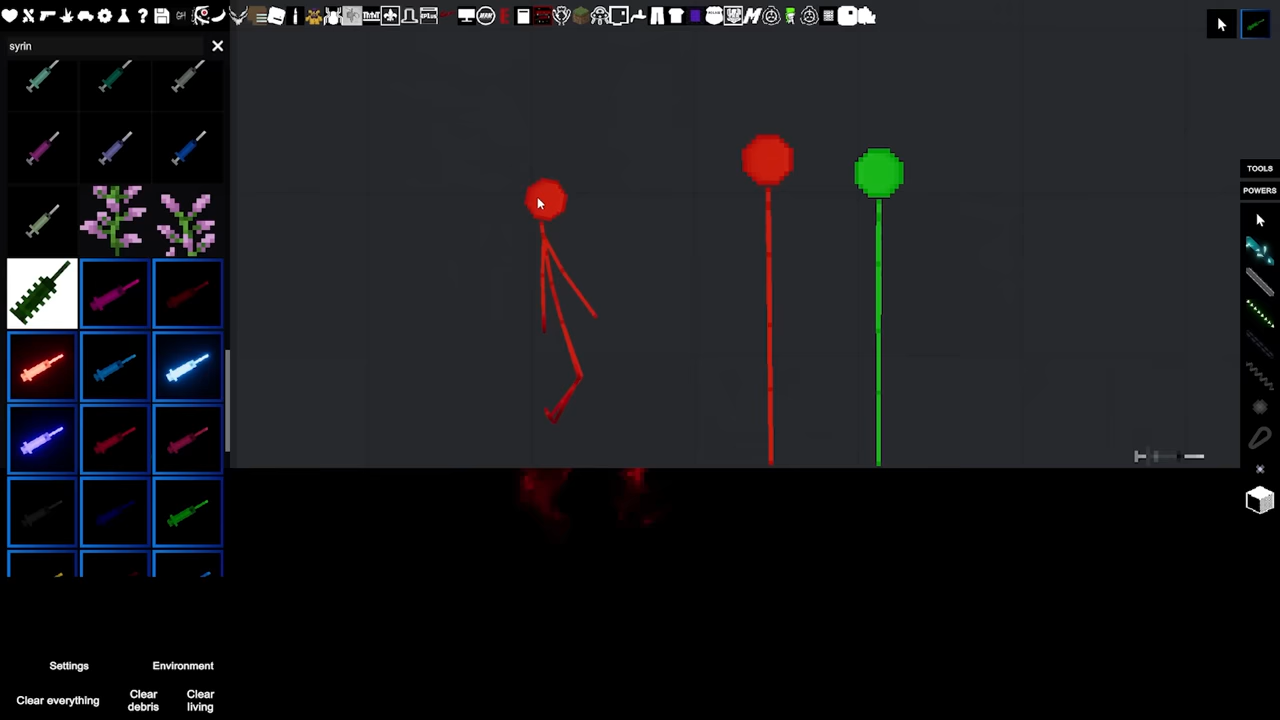 syrin
TOOLS
POWERS
Settings
Environment
Clear everything
Clear debris
Clear living